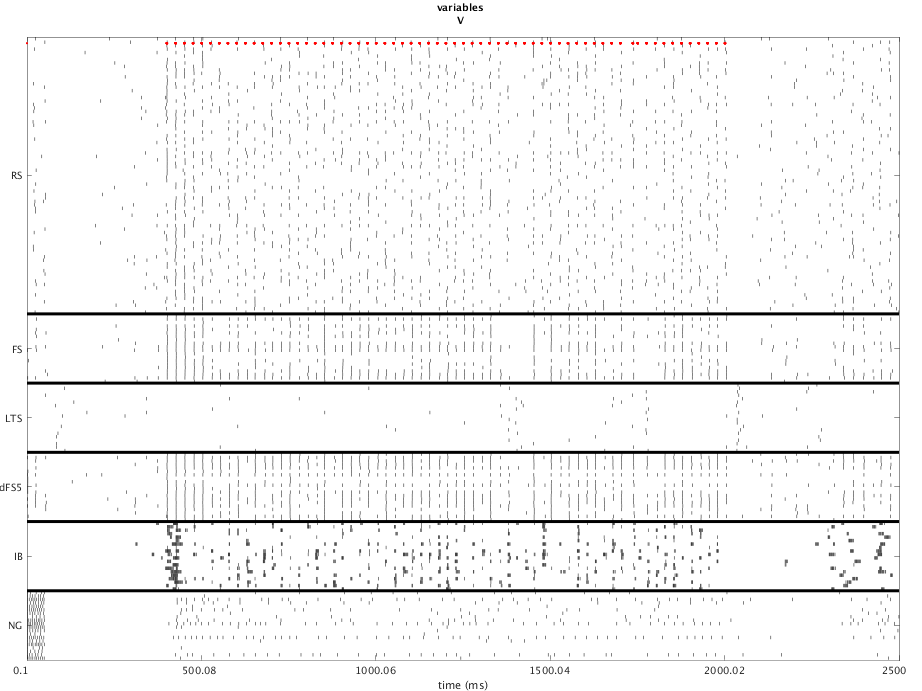 variables
V
RS
FS
LTS
dFS5
IB
NG
0.1
500.08
1000.06
1500.04
2000.02
2500
time (ms)